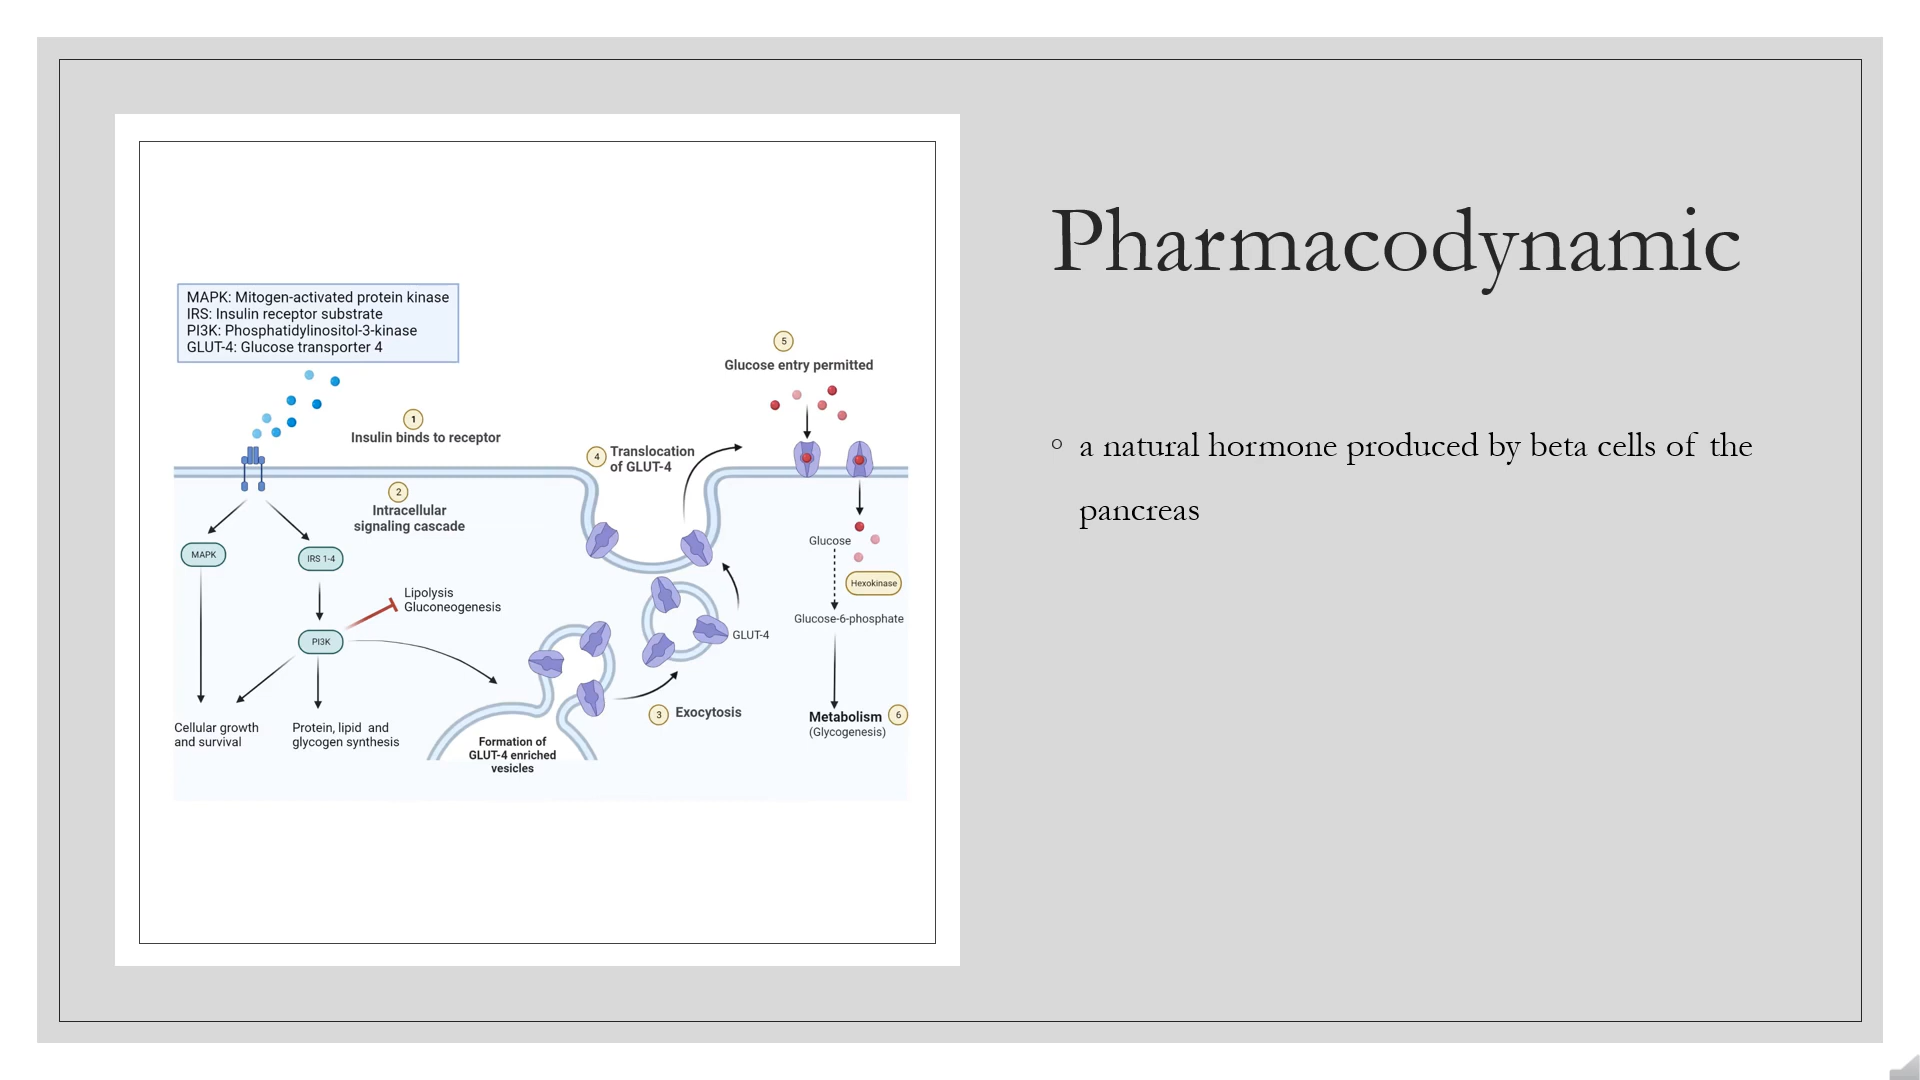 Pharmacodynamic
◦ a natural hormone produced by beta cells of the
pancreas
MAPK: Mitogen-activated protein kinase
IRS: Insulin receptor substrate
PI3K: Phosphatidylinositol-3-kinase
GLUT-4: Glucose transporter 4
1
Insulin binds to receptor
2
Intracellular
signaling cascade
MAPK
IRS 1-4
Lipolysis
Gluconeogenesis
PI3K
Cellular growth
and survival
Protein, lipid and
glycogen synthesis
Formation of
GLUT-4 enriched
vesicles
3 Exocytosis
GLUT-4
4 Translocation
of GLUT-4
5
Glucose entry permitted
Glucose
Hexokinase
Glucose-6-phosphate
Metabolism 6
(Glycogenesis)